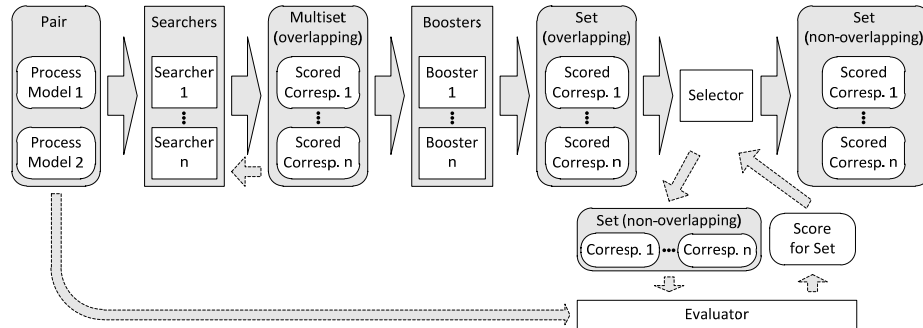 Pair
Process
Model 1
Process
Model 2
Searchers
Searcher
1
Searcher
n
Multiset
(overlapping)
Scored
Corresp. 1
Scored
Corresp. n
Boosters
Booster
1
Booster
n
Set
(overlapping)
Scored
Corresp. 1
Scored
Corresp. n
Selector
Set
(non-overlapping)
Scored
Corresp. 1
Scored
Corresp. n
Set (non-overlapping)
Corresp. 1 ••• Corresp. n
Score
for Set
Evaluator